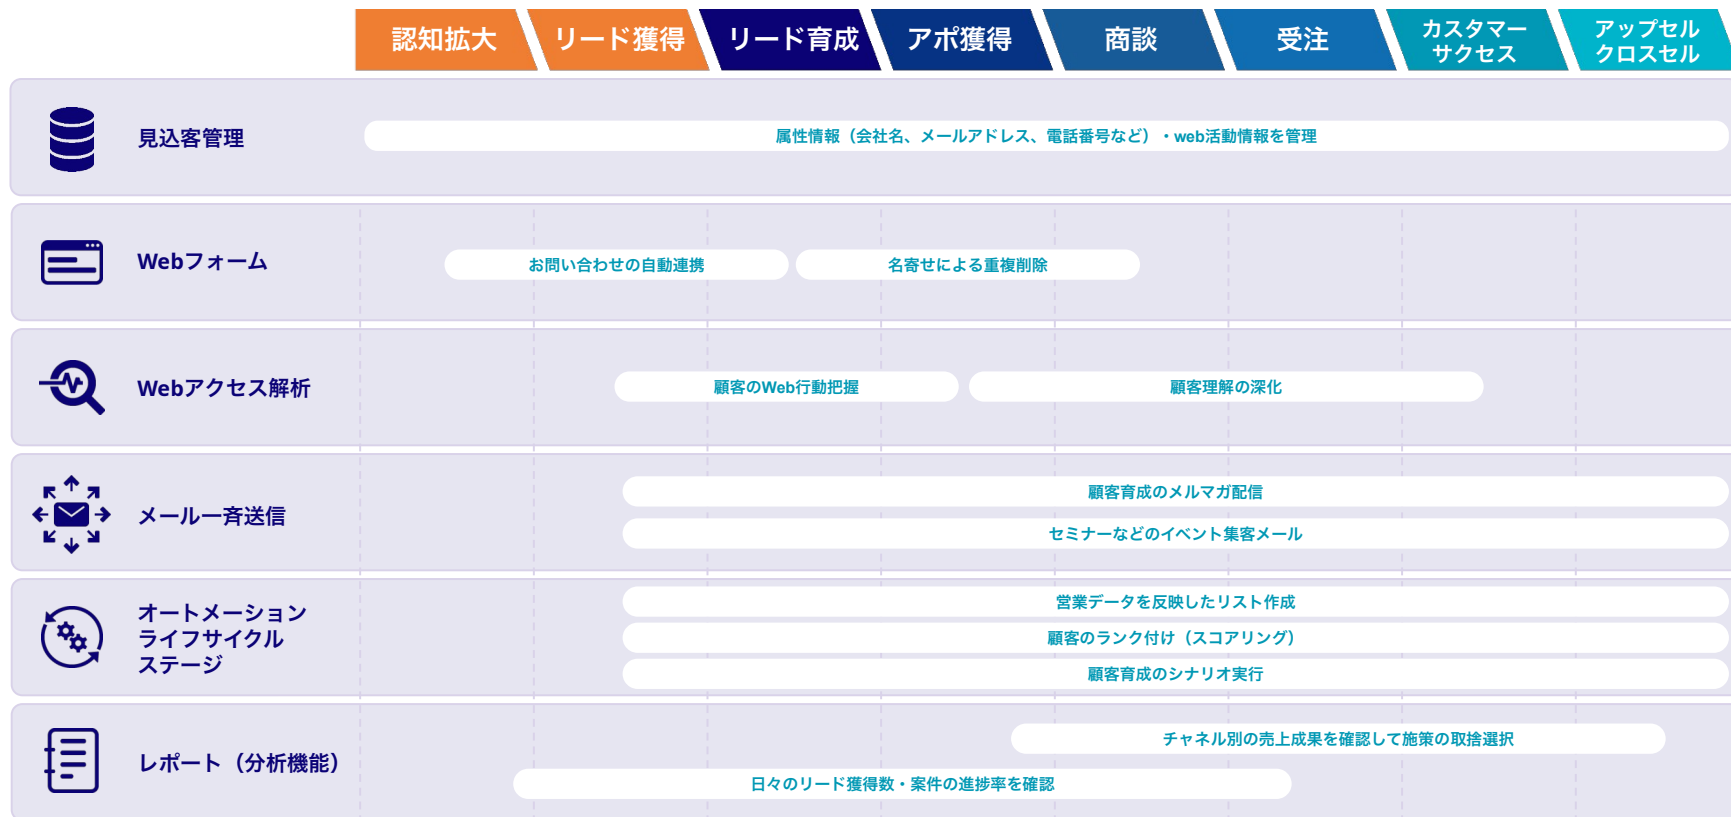 認知拡大
リード獲得
リード育成
アポ獲得
商談
受注
カスタマー
サクセス
アップセル
クロスセル
見込客管理
属性情報（会社名、メールアドレス、電話番号など）・web活動情報を管理
Webフォーム
お問い合わせの自動連携
名寄せによる重複削除
Webアクセス解析
顧客のWeb行動把握
顧客理解の深化
メール一斉送信
顧客育成のメルマガ配信
セミナーなどのイベント集客メール
オートメーション
ライフサイクル
ステージ
営業データを反映したリスト作成
顧客のランク付け（スコアリング）
顧客育成のシナリオ実行
レポート（分析機能）
チャネル別の売上成果を確認して施策の取捨選択
日々のリード獲得数・案件の進捗率を確認